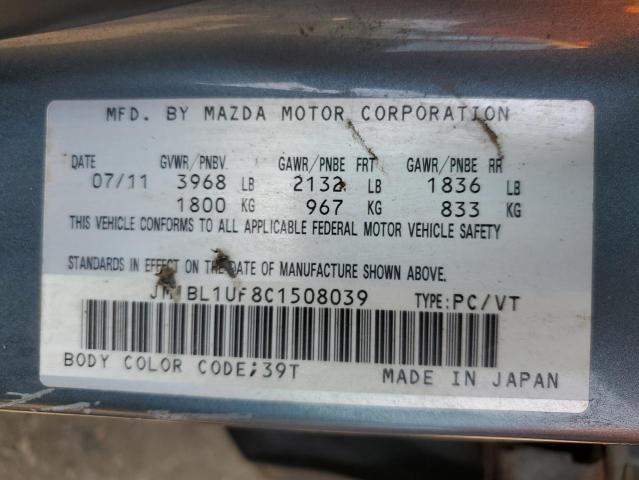 MFD. BY MAZDA MOTOR CORPORATION
DATE GVWR/PNBV GAWR/PNBE FRT GAWR/PNBE RR
07/11 3968 LB 2132 LB 1836 LB
1800 KG 967 KG 833 KG
THIS VEHICLE CONFORMS TO ALL APPLICABLE FEDERAL MOTOR VEHICLE SAFETY
STANDARDS IN EFFECT ON THE DATE OF MANUFACTURE SHOWN ABOVE.
JM1BL1UF8C1508039 TYPE:PC/VT
BODY COLOR CODE;39T MADE IN JAPAN